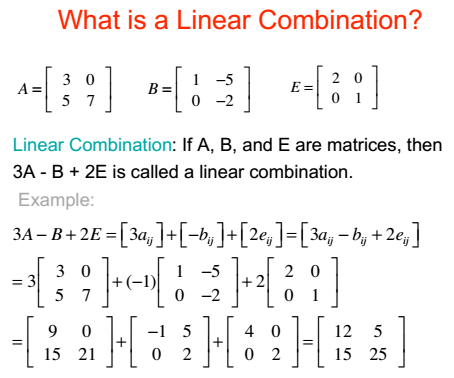 What is a Linear Combination?
A = [ 3 0 ; 5 7 ] B = [ 1 −5 ; 0 −2 ] E = [ 2 0 ; 0 1 ]
Linear Combination: If A, B, and E are matrices, then
3A - B + 2E is called a linear combination.
Example:
3A − B + 2E = [3a_ij] + [−b_ij] + [2e_ij] = [3a_ij − b_ij + 2e_ij]
= 3[ 3 0 ; 5 7 ] + (−1)[ 1 −5 ; 0 −2 ] + 2[ 2 0 ; 0 1 ]
= [ 9 0 ; 15 21 ] + [ −1 5 ; 0 2 ] + [ 4 0 ; 0 2 ] = [ 12 5 ; 15 25 ]